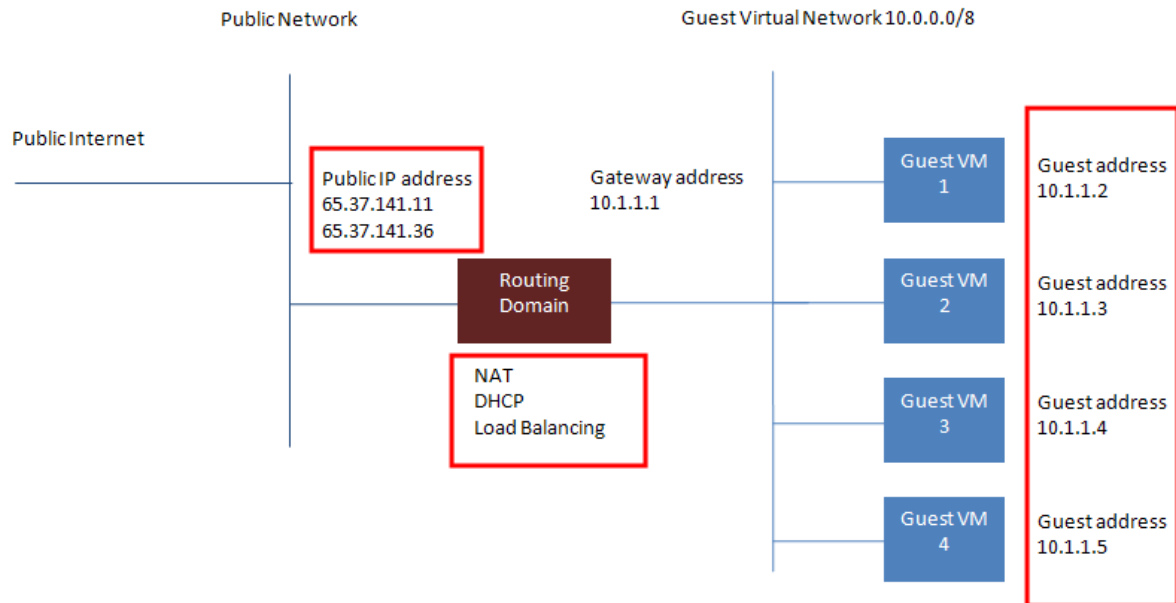 Public Network
Guest Virtual Network 10.0.0.0/8
Public Internet
Public IP address
65.37.141.11
65.37.141.36
Gateway address
10.1.1.1
Guest VM
1
Guest address
10.1.1.2
Routing
Domain
Guest VM
2
Guest address
10.1.1.3
NAT
DHCP
Load Balancing
Guest VM
3
Guest address
10.1.1.4
Guest VM
4
Guest address
10.1.1.5